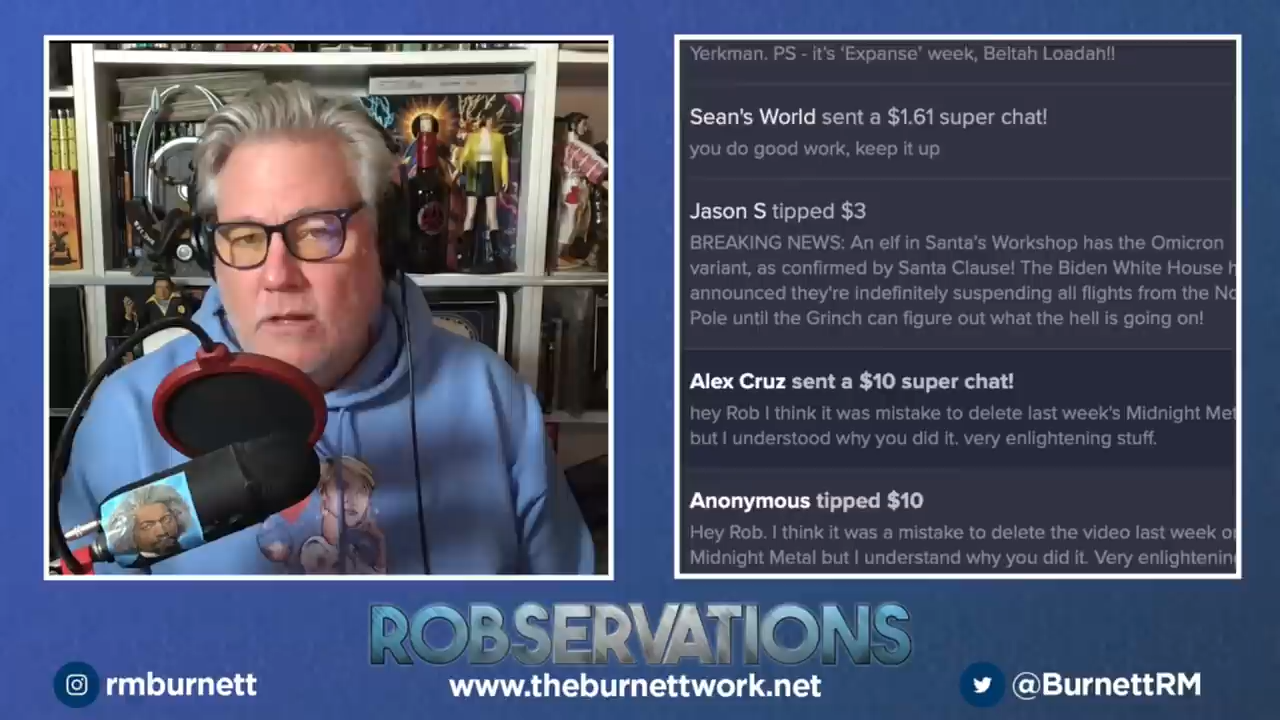 Yerkman. PS - it's 'Expanse' week, Beltah Loadah!!
Sean's World sent a $1.61 super chat!
you do good work, keep it up
Jason S tipped $3
BREAKING NEWS: An elf in Santa's Workshop has the Omicron
variant, as confirmed by Santa Clause! The Biden White House h
announced they're indefinitely suspending all flights from the No
Pole until the Grinch can figure out what the hell is going on!
Alex Cruz sent a $10 super chat!
hey Rob I think it was mistake to delete last week's Midnight Met
but I understood why you did it. very enlightening stuff.
Anonymous tipped $10
Hey Rob. I think it was a mistake to delete the video last week or
Midnight Metal but I understand why you did it. Very enlightenin
ROBSERVATIONS
rmburnett
www.theburnettwork.net
@BurnettRM